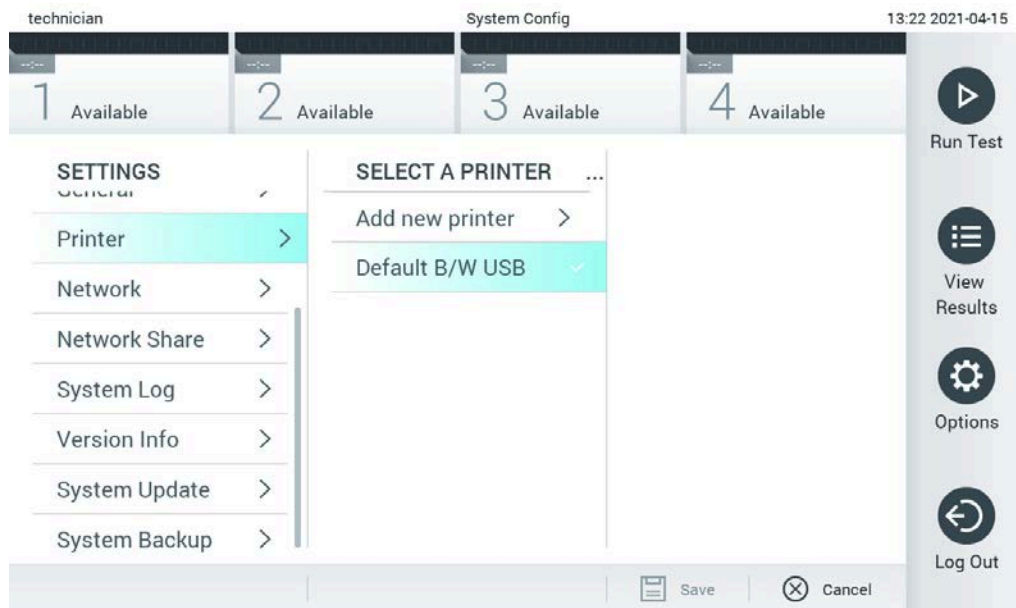 technician
System Config
13:22 2021-04-15
--:--
--:--
--:--
--:--
1 Available
2 Available
3 Available
4 Available
SETTINGS
General
Printer
Network
Network Share
System Log
Version Info
System Update
System Backup
SELECT A PRINTER ...
Add new printer
Default B/W USB
Run Test
View
Results
Options
Log Out
Save
Cancel